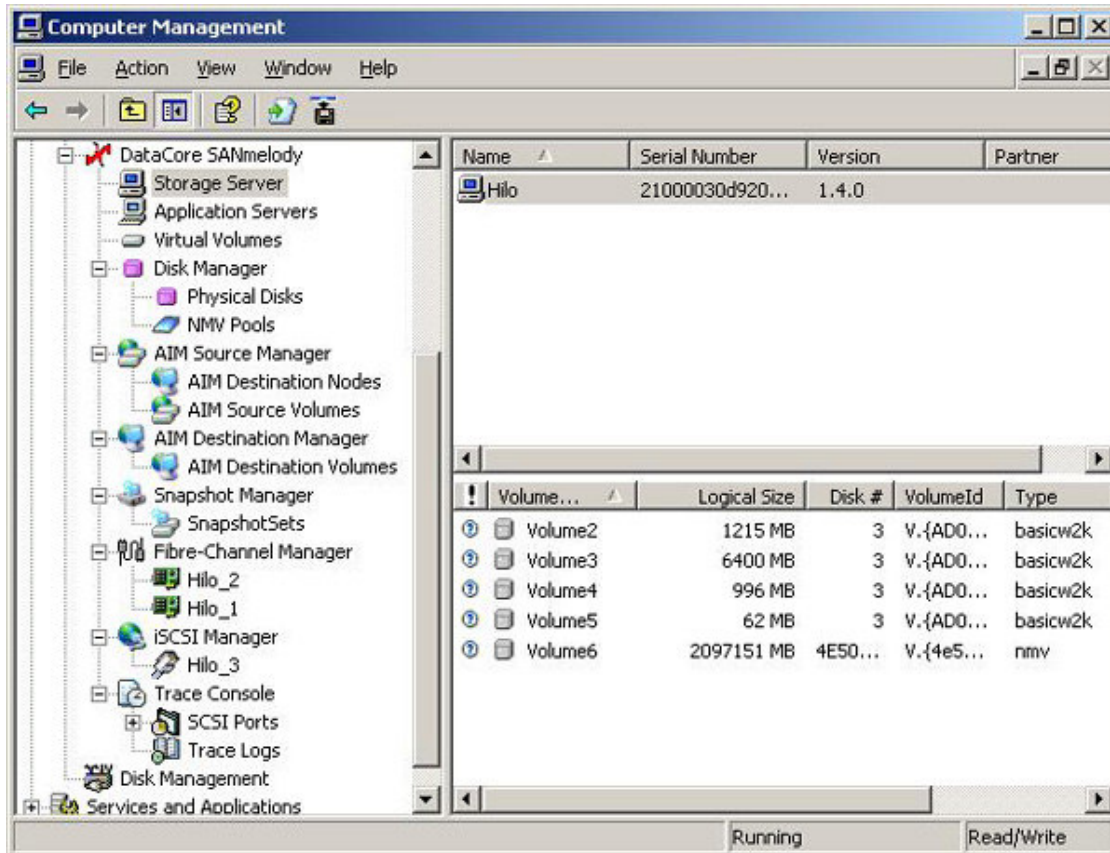 Computer Management
File Action View Window Help
DataCore SANmelody
Storage Server
Application Servers
Virtual Volumes
Disk Manager
Physical Disks
NMV Pools
AIM Source Manager
AIM Destination Nodes
AIM Source Volumes
AIM Destination Manager
AIM Destination Volumes
Snapshot Manager
SnapshotSets
Fibre-Channel Manager
Hilo_2
Hilo_1
iSCSI Manager
Hilo_3
Trace Console
SCSI Ports
Trace Logs
Disk Management
Services and Applications
Name Serial Number Version Partner
Hilo 21000030d920... 1.4.0
! Volume... Logical Size Disk # VolumeId Type
Volume2 1215 MB 3 V.{AD0... basicw2k
Volume3 6400 MB 3 V.{AD0... basicw2k
Volume4 996 MB 3 V.{AD0... basicw2k
Volume5 62 MB 3 V.{AD0... basicw2k
Volume6 2097151 MB 4E50... V.{4e5... nmv
Running Read/Write